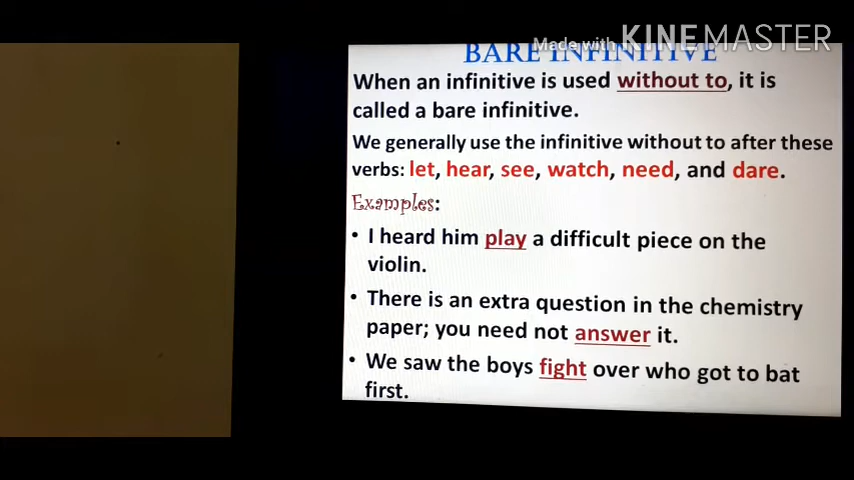 Made with KINEMASTER
BARE INFINITIVE
When an infinitive is used without to, it is
called a bare infinitive.
We generally use the infinitive without to after these
verbs: let, hear, see, watch, need, and dare.
Examples:
• I heard him play a difficult piece on the
violin.
• There is an extra question in the chemistry
paper; you need not answer it.
• We saw the boys fight over who got to bat
first.